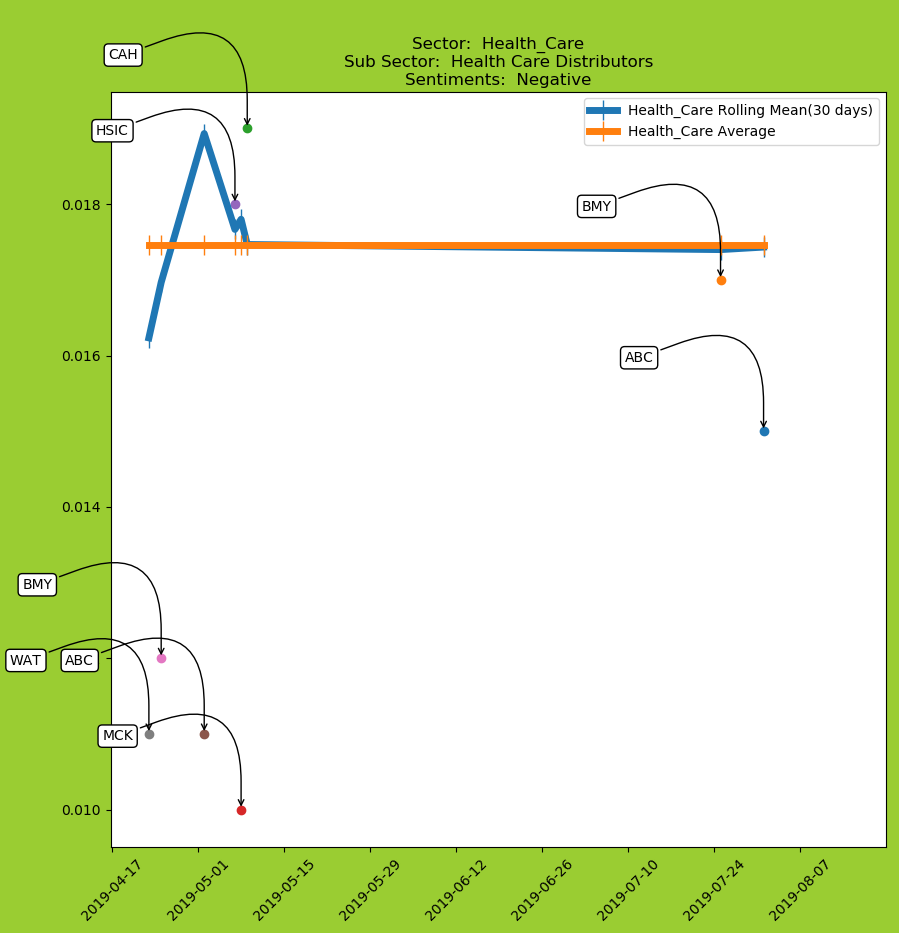 CAH
Sector:  Health_Care
Sub Sector:  Health Care Distributors
Sentiments:  Negative
Health_Care Rolling Mean(30 days)
Health_Care Average
HSIC
BMY
0.018
ABC
0.016
0.014
BMY
WAT
ABC
MCK
0.010
2019-04-17
2019-05-01
2019-05-15
2019-05-29
2019-06-12
2019-06-26
2019-07-10
2019-07-24
2019-08-07